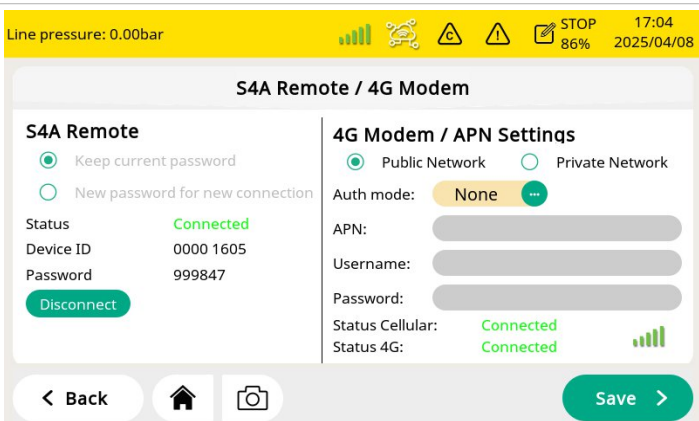 Line pressure: 0.00bar
C
!
STOP
86%
17:04
2025/04/08
S4A Remote / 4G Modem
S4A Remote
Keep current password
New password for new connection
Status Connected
Device ID 0000 1605
Password 999847
Disconnect
4G Modem / APN Settings
Public Network Private Network
Auth mode: None ...
APN:
Username:
Password:
Status Cellular: Connected
Status 4G: Connected
< Back
Save >